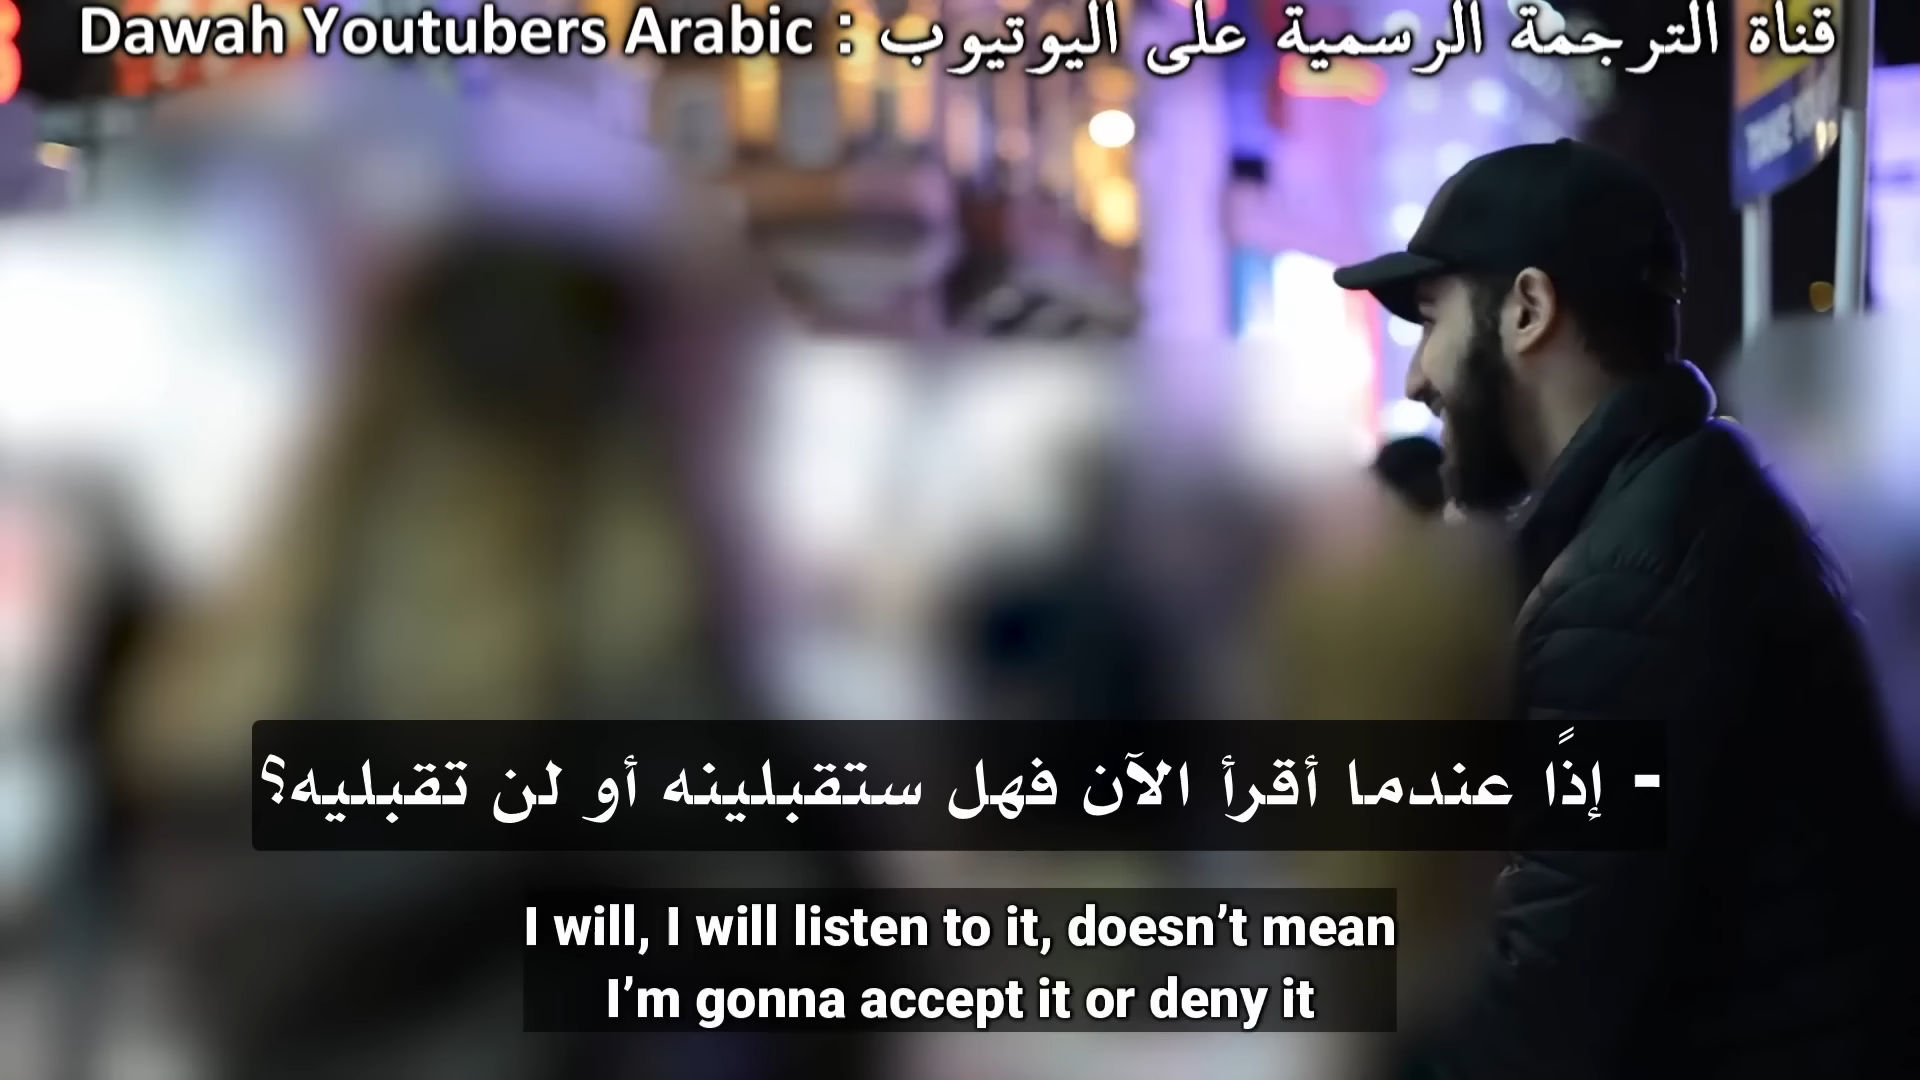 قناة الترجمة الرسمية على اليوتيوب : Dawah Youtubers Arabic
- إذًا عندما أقرأ الآن فهل ستقبلينه أو لن تقبليه؟
I will, I will listen to it, doesn’t mean
I’m gonna accept it or deny it